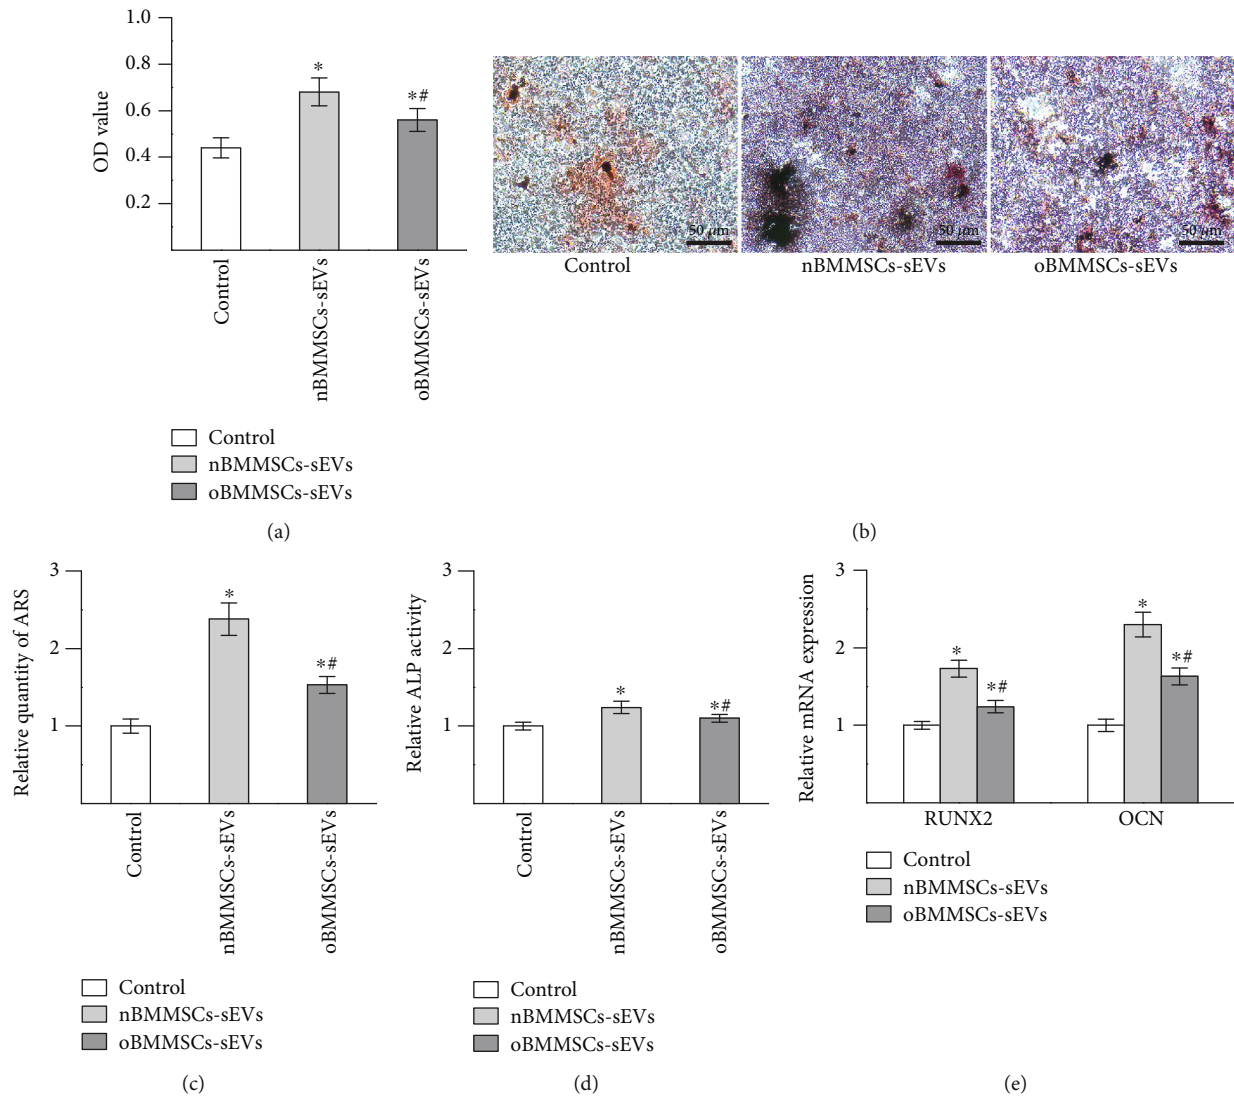 1.0
0.8
0.6
0.4
0.2
OD value
*
*#
Control
nBMMSCs-sEVs
oBMMSCs-sEVs
Control
nBMMSCs-sEVs
oBMMSCs-sEVs
(a)
50 μm
50 μm
50 μm
Control
nBMMSCs-sEVs
oBMMSCs-sEVs
(b)
3
2
1
Relative quantity of ARS
*
*#
Control
nBMMSCs-sEVs
oBMMSCs-sEVs
Control
nBMMSCs-sEVs
oBMMSCs-sEVs
(c)
3
2
1
Relative ALP activity
*
*#
Control
nBMMSCs-sEVs
oBMMSCs-sEVs
Control
nBMMSCs-sEVs
oBMMSCs-sEVs
(d)
3
2
1
Relative mRNA expression
*
*#
*
*#
RUNX2
OCN
Control
nBMMSCs-sEVs
oBMMSCs-sEVs
(e)